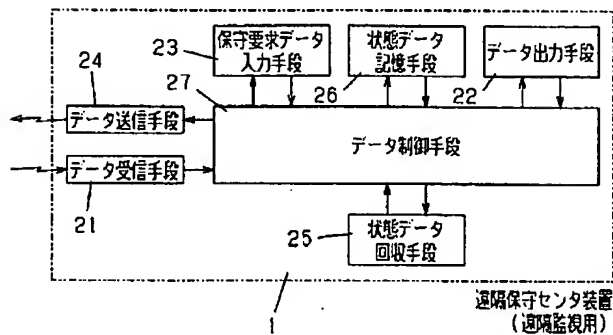 23
保守要求データ
入力手段
状態データ
記憶手段
データ出力手段
24
27
26
22
データ送信手段
データ制御手段
データ受信手段
21
25
状態データ
回収手段
1
遠隔保守センタ装置
(遠隔監視用)